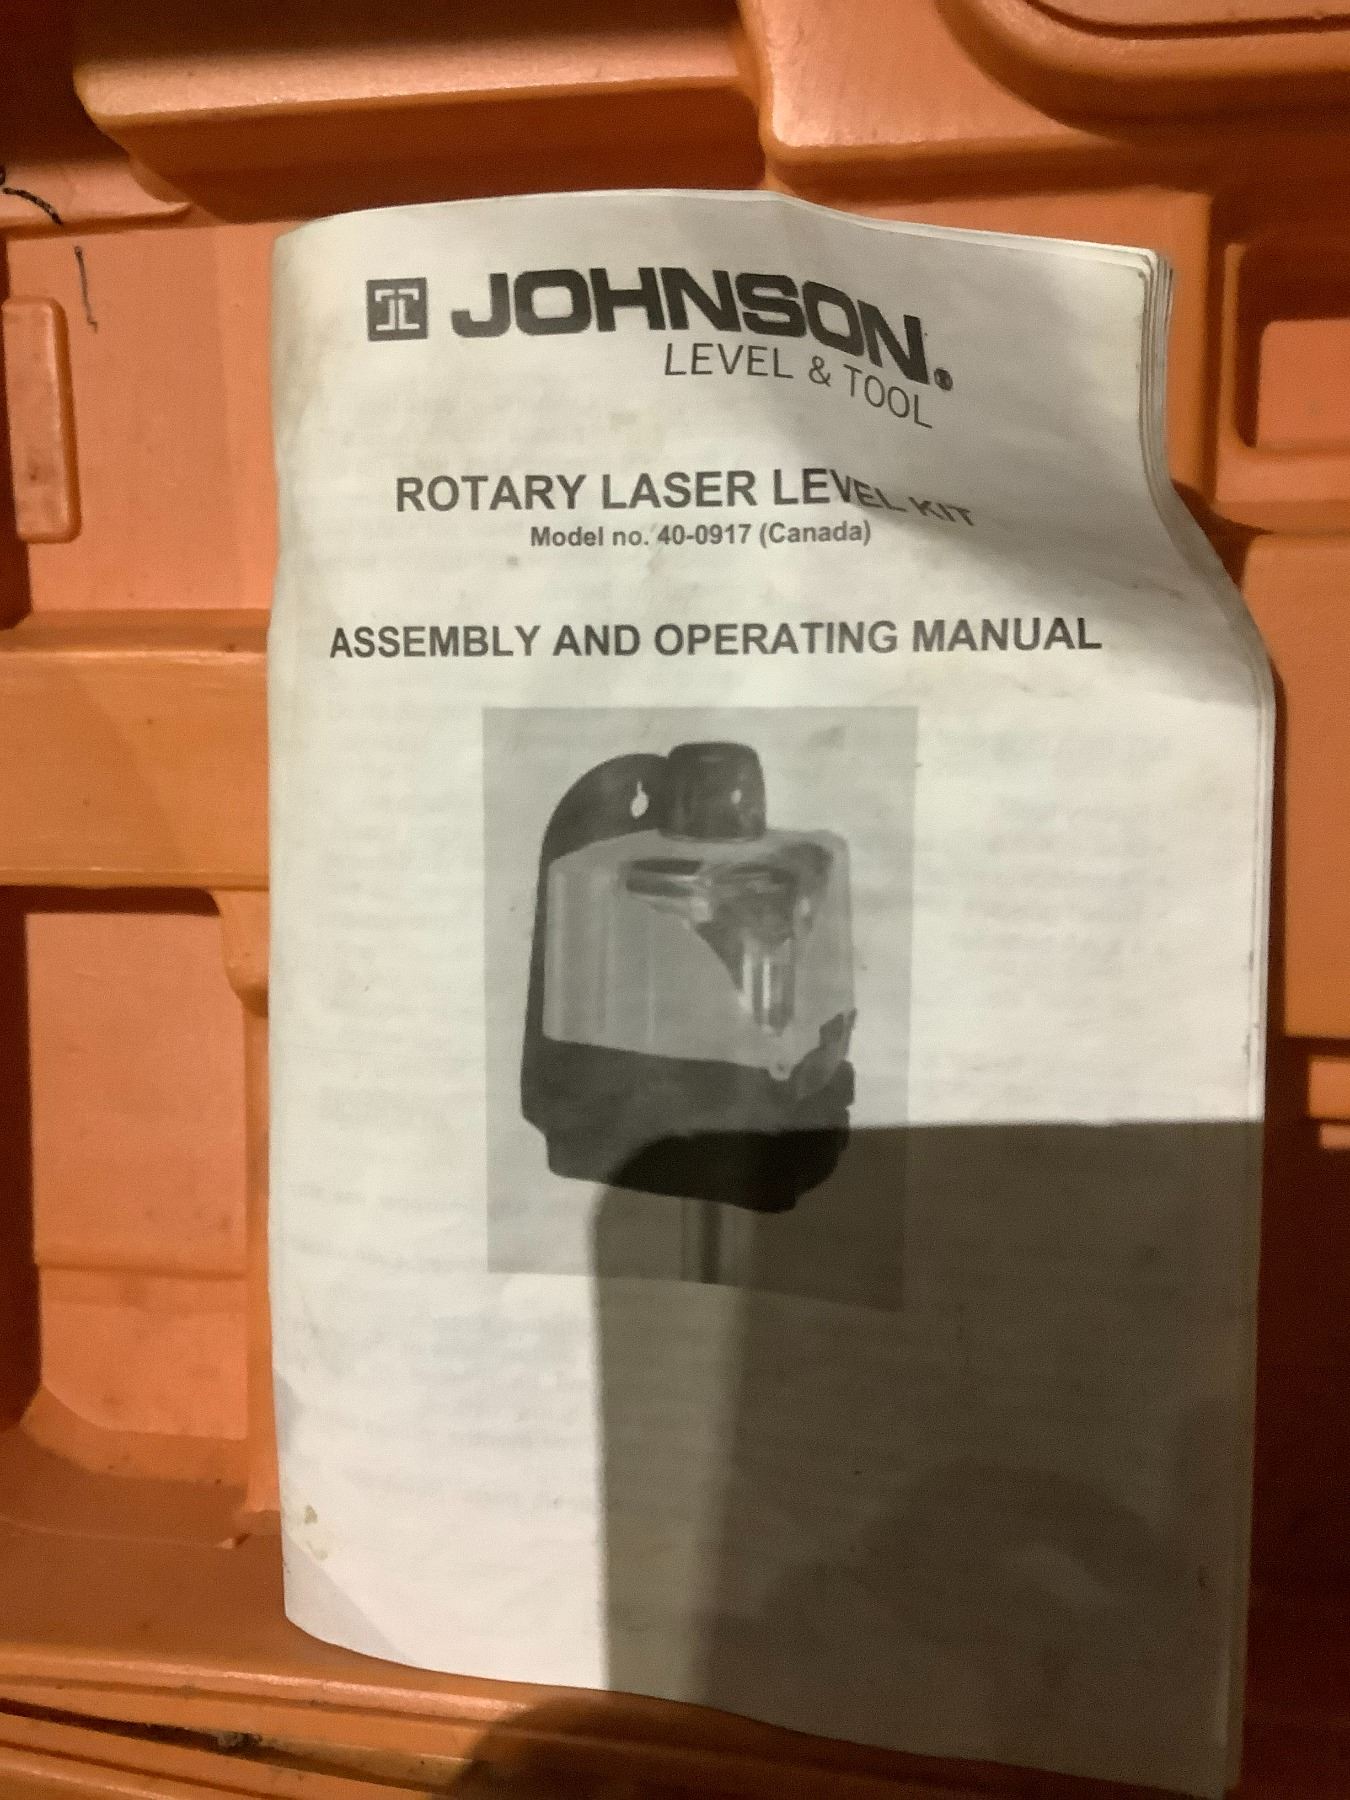 JOHNSON®
LEVEL & TOOL
ROTARY LASER LEVEL KIT
Model no. 40-0917 (Canada)
ASSEMBLY AND OPERATING MANUAL